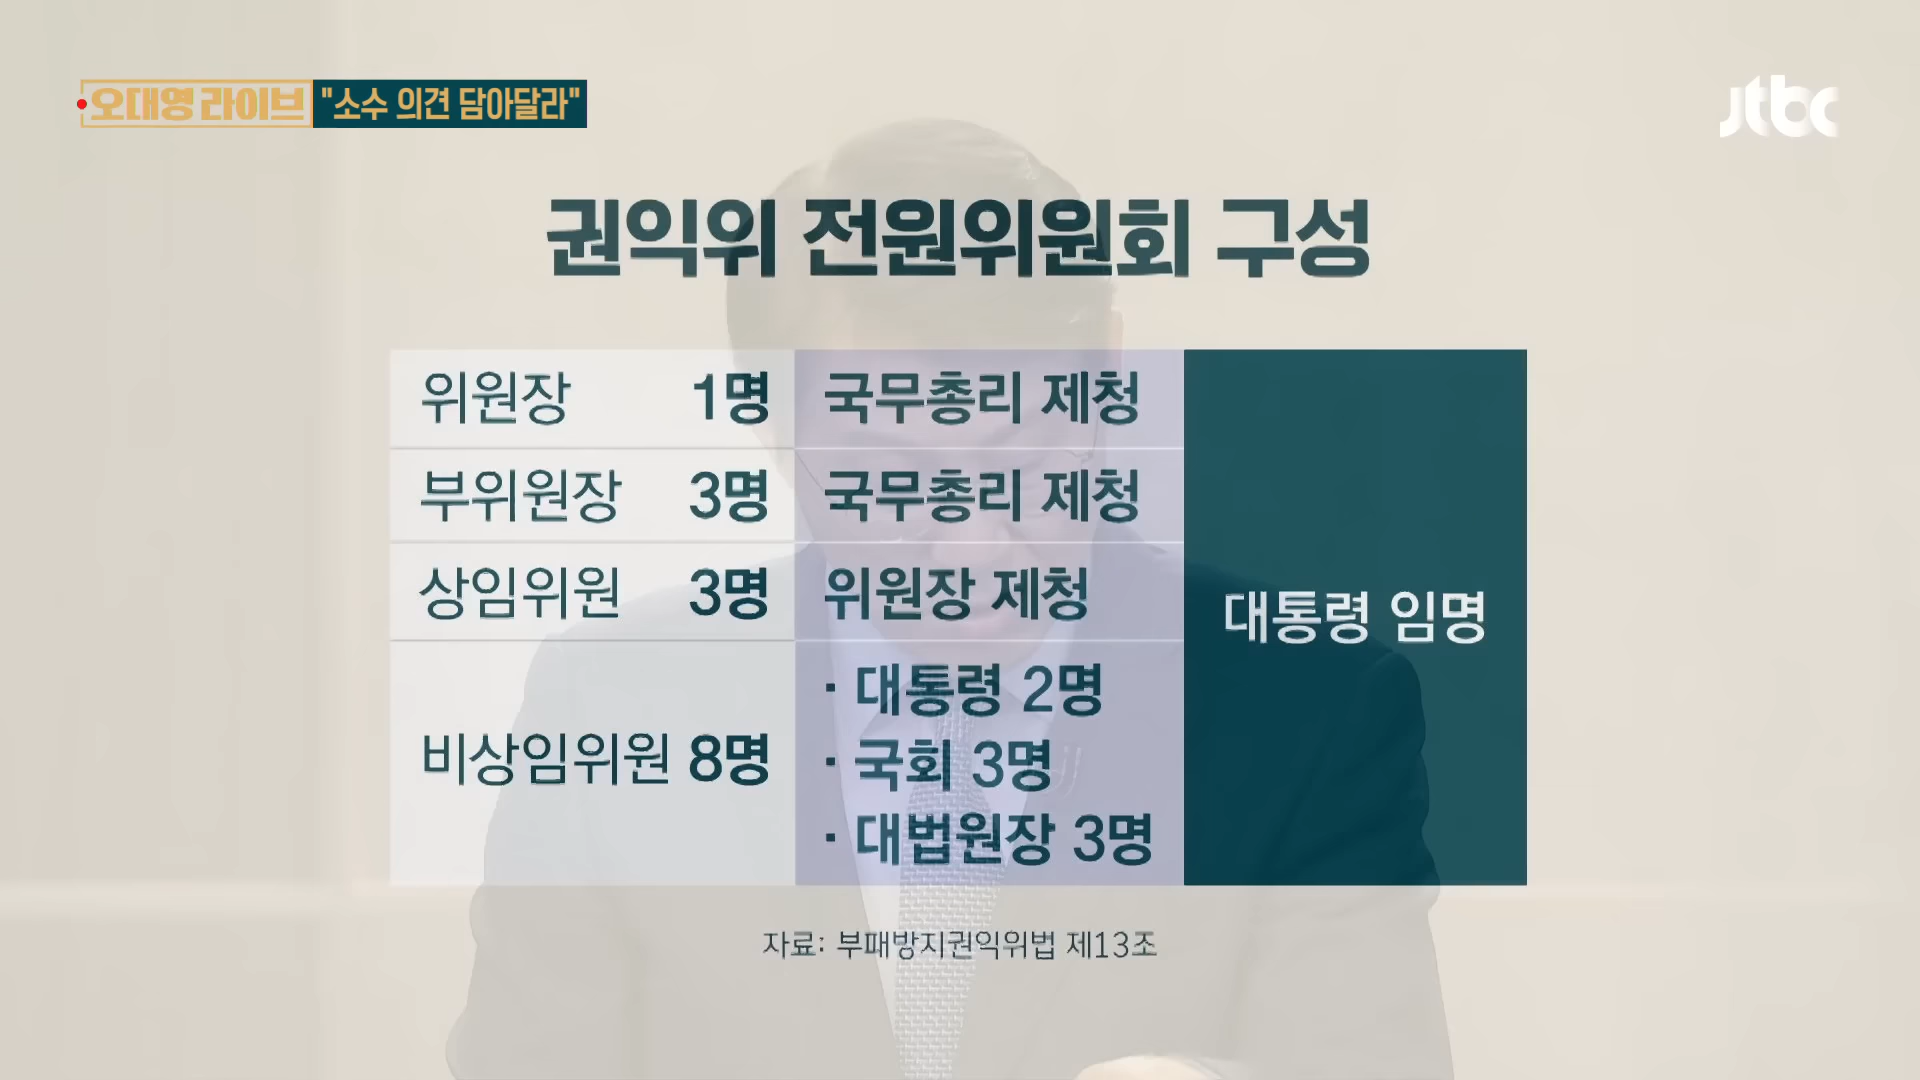 오대영 라이브 "소수 의견 담아달라"
jtbc
권익위 전원위원회 구성
위원장 1명 국무총리 제청
부위원장 3명 국무총리 제청
상임위원 3명 위원장 제청
대통령 임명
비상임위원 8명
· 대통령 2명
· 국회 3명
· 대법원장 3명
자료: 부패방지권익위법 제13조